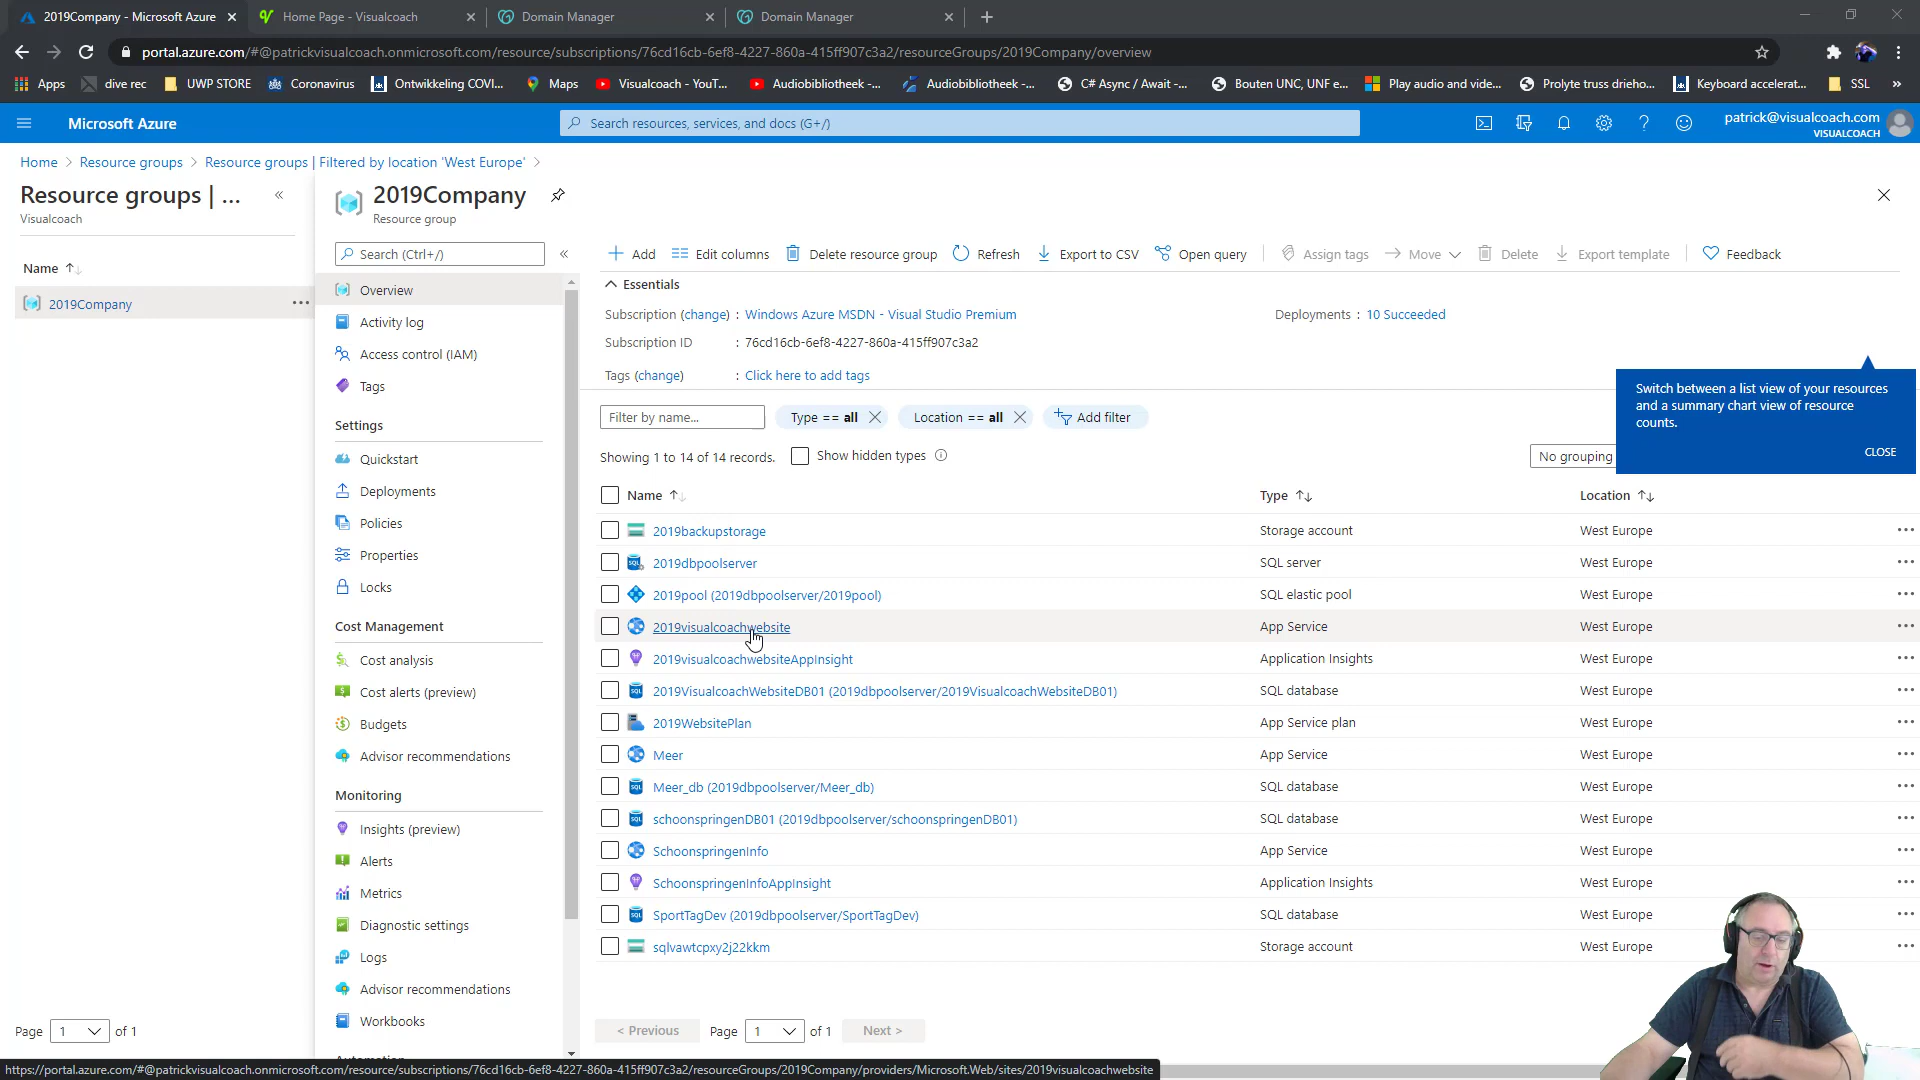 2019Company - Microsoft Azure
Home Page - Visualcoach
Domain Manager
Domain Manager
portal.azure.com/#@patrickvisualcoach.onmicrosoft.com/resource/subscriptions/76cd16cb-6ef8-4227-860a-415ff907c3a2/resourceGroups/2019Company/overview
Apps dive rec UWP STORE Coronavirus Ontwikkeling COVI... Maps Visualcoach - YouT... Audiobibliotheek -... Audiobibliotheek -... C# Async / Await -... Bouten UNC, UNF e... Play audio and vide... Prolyte truss drieho... Keyboard accelerat... SSL »
Microsoft Azure
Search resources, services, and docs (G+/)
patrick@visualcoach.com
VISUALCOACH
Home > Resource groups > Resource groups | Filtered by location 'West Europe' >
Resource groups | ... «
Visualcoach
Name
2019Company ...
Page 1 of 1
2019Company
Resource group
Search (Ctrl+/) «
Overview
Activity log
Access control (IAM)
Tags
Settings
Quickstart
Deployments
Policies
Properties
Locks
Cost Management
Cost analysis
Cost alerts (preview)
Budgets
Advisor recommendations
Monitoring
Insights (preview)
Alerts
Metrics
Diagnostic settings
Logs
Advisor recommendations
Workbooks
Add Edit columns Delete resource group Refresh Export to CSV Open query Assign tags Move Delete Export template Feedback
Essentials
Subscription (change) : Windows Azure MSDN - Visual Studio Premium Deployments : 10 Succeeded
Subscription ID : 76cd16cb-6ef8-4227-860a-415ff907c3a2
Tags (change) : Click here to add tags
Switch between a list view of your resources
and a summary chart view of resource
counts.
CLOSE
Filter by name... Type == all Location == all Add filter
Showing 1 to 14 of 14 records. Show hidden types No grouping
Name Type Location
2019backupstorage Storage account West Europe ...
2019dbpoolserver SQL server West Europe ...
2019pool (2019dbpoolserver/2019pool) SQL elastic pool West Europe ...
2019visualcoachwebsite App Service West Europe ...
2019visualcoachwebsiteAppInsight Application Insights West Europe ...
2019VisualcoachWebsiteDB01 (2019dbpoolserver/2019VisualcoachWebsiteDB01) SQL database West Europe ...
2019WebsitePlan App Service plan West Europe ...
Meer App Service West Europe ...
Meer_db (2019dbpoolserver/Meer_db) SQL database West Europe ...
schoonspringenDB01 (2019dbpoolserver/schoonspringenDB01) SQL database West Europe ...
SchoonspringenInfo App Service West Europe ...
SchoonspringenInfoAppInsight Application Insights West Europe ...
SportTagDev (2019dbpoolserver/SportTagDev) SQL database West Europe ...
sqlvawtcpxy2j22kkm Storage account West Europe ...
< Previous Page 1 of 1 Next >
https://portal.azure.com/#@patrickvisualcoach.onmicrosoft.com/resource/subscriptions/76cd16cb-6ef8-4227-860a-415ff907c3a2/resourceGroups/2019Company/providers/Microsoft.Web/sites/2019visualcoachwebsite